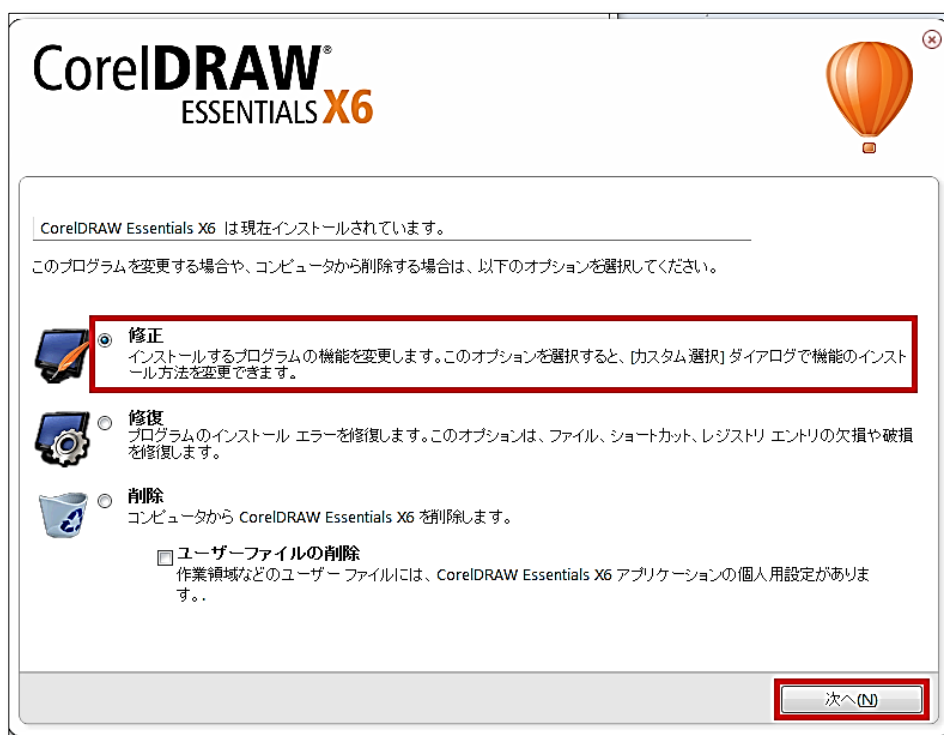 CorelDRAW®
ESSENTIALS X6
CorelDRAW Essentials X6 は現在インストールされています。
このプログラムを変更する場合や、コンピュータから削除する場合は、以下のオプションを選択してください。
修正
インストールするプログラムの機能を変更します。このオプションを選択すると、[カスタム選択] ダイアログで機能のインスト
ール方法を変更できます。
修復
プログラムのインストール エラーを修復します。このオプションは、ファイル、ショートカット、レジストリ エントリの欠損や破損
を修復します。
削除
コンピュータから CorelDRAW Essentials X6 を削除します。
ユーザーファイルの削除
作業領域などのユーザー ファイルには、CorelDRAW Essentials X6 アプリケーションの個人用設定がありま
す。.
次へ(N)